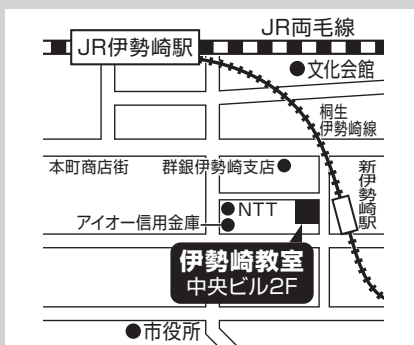 JR両毛線
JR伊勢崎駅
文化会館
桐生
伊勢崎線
本町商店街
群銀伊勢崎支店
新伊勢崎駅
NTT
アイオー信用金庫
伊勢崎教室
中央ビル2F
市役所